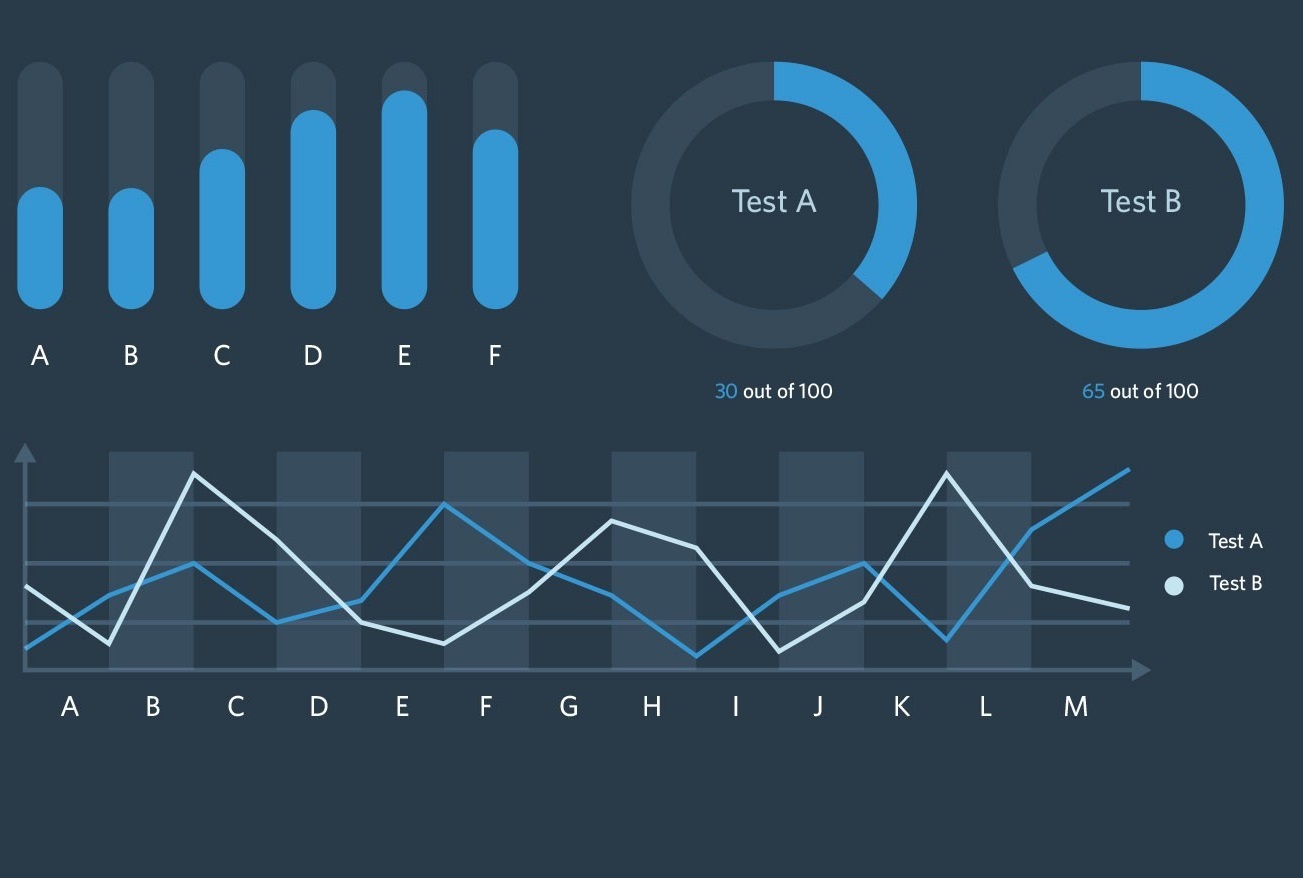 A B C D E F
Test A
Test B
30 out of 100
65 out of 100
Test A
Test B
A B C D E F G H I J K L M